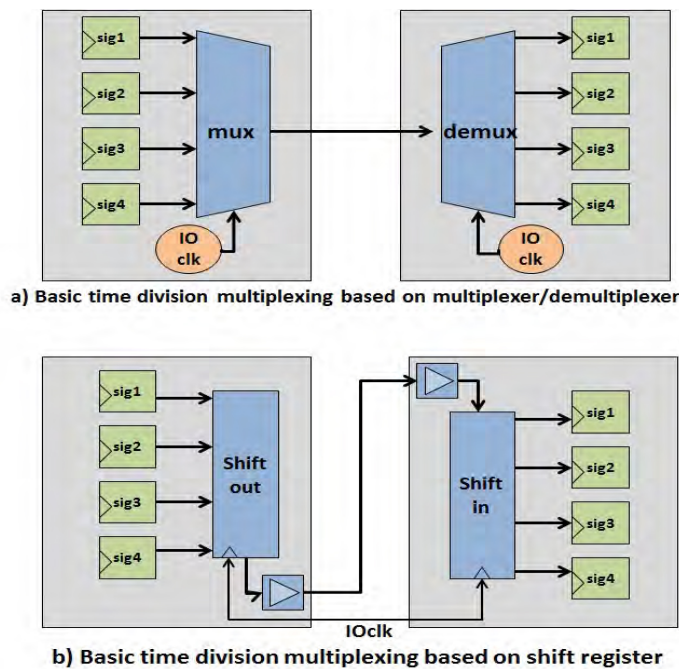 sig1
sig2
sig3
sig4
mux
IO
clk
demux
sig1
sig2
sig3
sig4
IO
clk
a) Basic time division multiplexing based on multiplexer/demultiplexer
sig1
sig2
sig3
sig4
Shift
out
Shift
in
sig1
sig2
sig3
sig4
IOclk
b) Basic time division multiplexing based on shift register